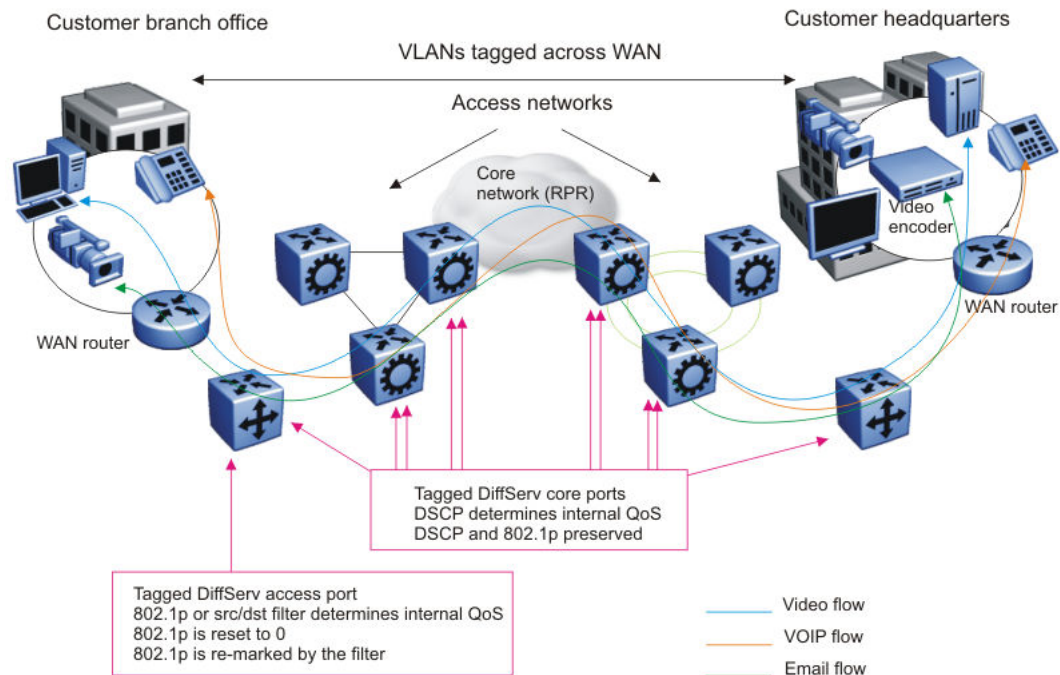 Customer branch office
Customer headquarters
VLANs tagged across WAN
Access networks
Core
network (RPR)
Video
encoder
WAN router
WAN router
Tagged DiffServ core ports
DSCP determines internal QoS
DSCP and 802.1p preserved
Tagged DiffServ access port
802.1p or src/dst filter determines internal QoS
802.1p is reset to 0
802.1p is re-marked by the filter
Video flow
VOIP flow
Email flow